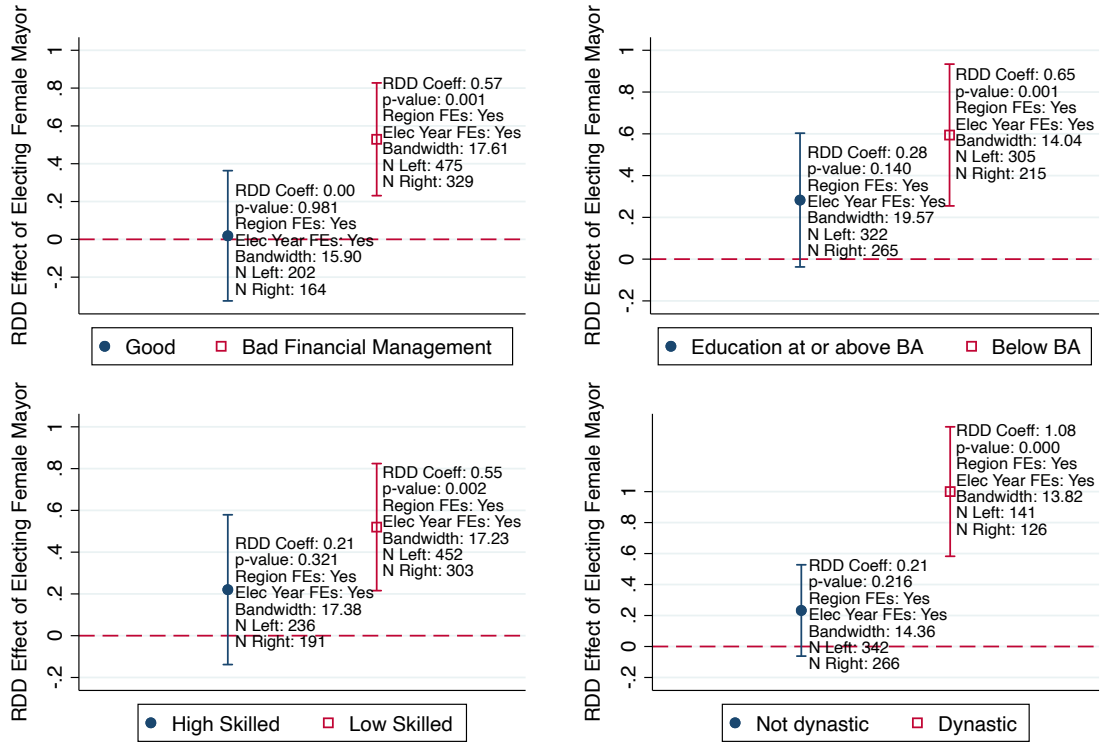 RDD Effect of Electing Female Mayor
1
.8
.6
.4
.2
0
-.2
RDD Coeff: 0.00
p-value: 0.981
Region FEs: Yes
Elec Year FEs: Yes
Bandwidth: 15.90
N Left: 202
N Right: 164
RDD Coeff: 0.57
p-value: 0.001
Region FEs: Yes
Elec Year FEs: Yes
Bandwidth: 17.61
N Left: 475
N Right: 329
Good
Bad Financial Management
RDD Effect of Electing Female Mayor
1
.8
.6
.4
.2
0
-.2
RDD Coeff: 0.28
p-value: 0.140
Region FEs: Yes
Elec Year FEs: Yes
Bandwidth: 19.57
N Left: 322
N Right: 265
RDD Coeff: 0.65
p-value: 0.001
Region FEs: Yes
Elec Year FEs: Yes
Bandwidth: 14.04
N Left: 305
N Right: 215
Education at or above BA
Below BA
RDD Effect of Electing Female Mayor
1
.8
.6
.4
.2
0
-.2
RDD Coeff: 0.21
p-value: 0.321
Region FEs: Yes
Elec Year FEs: Yes
Bandwidth: 17.38
N Left: 236
N Right: 191
RDD Coeff: 0.55
p-value: 0.002
Region FEs: Yes
Elec Year FEs: Yes
Bandwidth: 17.23
N Left: 452
N Right: 303
High Skilled
Low Skilled
RDD Effect of Electing Female Mayor
1
.8
.6
.4
.2
0
-.2
RDD Coeff: 0.21
p-value: 0.216
Region FEs: Yes
Elec Year FEs: Yes
Bandwidth: 14.36
N Left: 342
N Right: 266
RDD Coeff: 1.08
p-value: 0.000
Region FEs: Yes
Elec Year FEs: Yes
Bandwidth: 13.82
N Left: 141
N Right: 126
Not dynastic
Dynastic